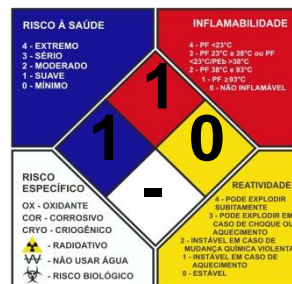 RISCO À SAÚDE
4 - EXTREMO
3 - SÉRIO
2 - MODERADO
1 - SUAVE
0 - MÍNIMO
INFLAMABILIDADE
4 - PF <23°C
3 - PF 23°C a 38°C ou PF
<23°C/PEb >38°C
2 - PF 38°C e 93°C
1 - PF ≥93°C
0 - NÃO INFLAMÁVEL
1
1
0
-
RISCO
ESPECÍFICO
OX - OXIDANTE
COR - CORROSIVO
CRYO - CRIOGÊNICO
- RADIOATIVO
W - NÃO USAR ÁGUA
- RISCO BIOLÓGICO
REATIVIDADE
4 - PODE EXPLODIR
SUBITAMENTE
3 - PODE EXPLODIR EM
CASO DE CHOQUE OU
AQUECIMENTO
2 - INSTÁVEL EM CASO DE
MUDANÇA QUÍMICA VIOLENTA
1 - INSTÁVEL EM CASO DE
AQUECIMENTO
0 - ESTÁVEL